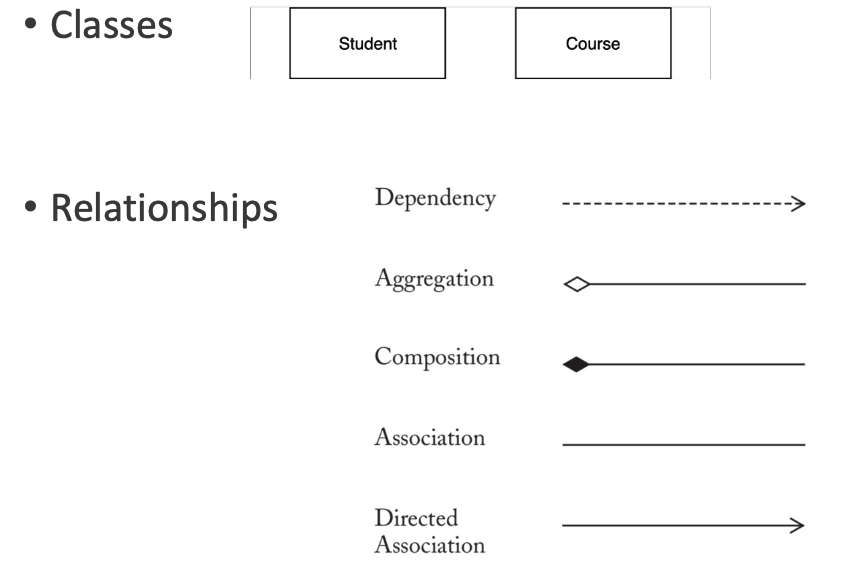 • Classes
Student
Course
• Relationships
Dependency
Aggregation
Composition
Association
Directed
Association